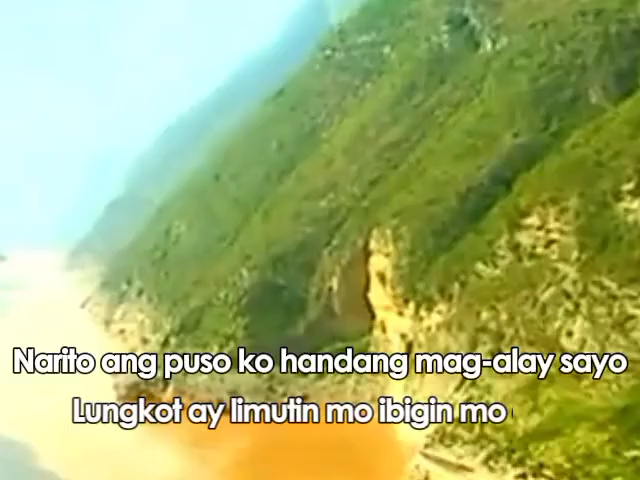 Narito ang puso ko handang mag-alay sayo
Lungkot ay limutin mo ibigin mo